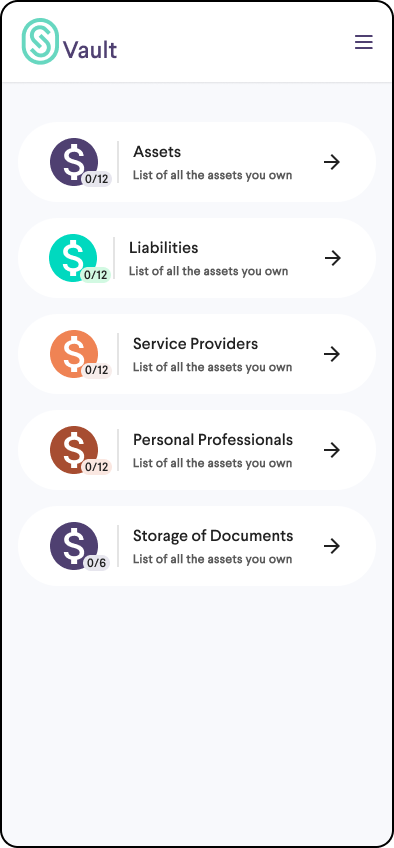 Vault
Assets
List of all the assets you own
0/12
Liabilities
List of all the assets you own
0/12
Service Providers
List of all the assets you own
0/12
Personal Professionals
List of all the assets you own
0/12
Storage of Documents
List of all the assets you own
0/6